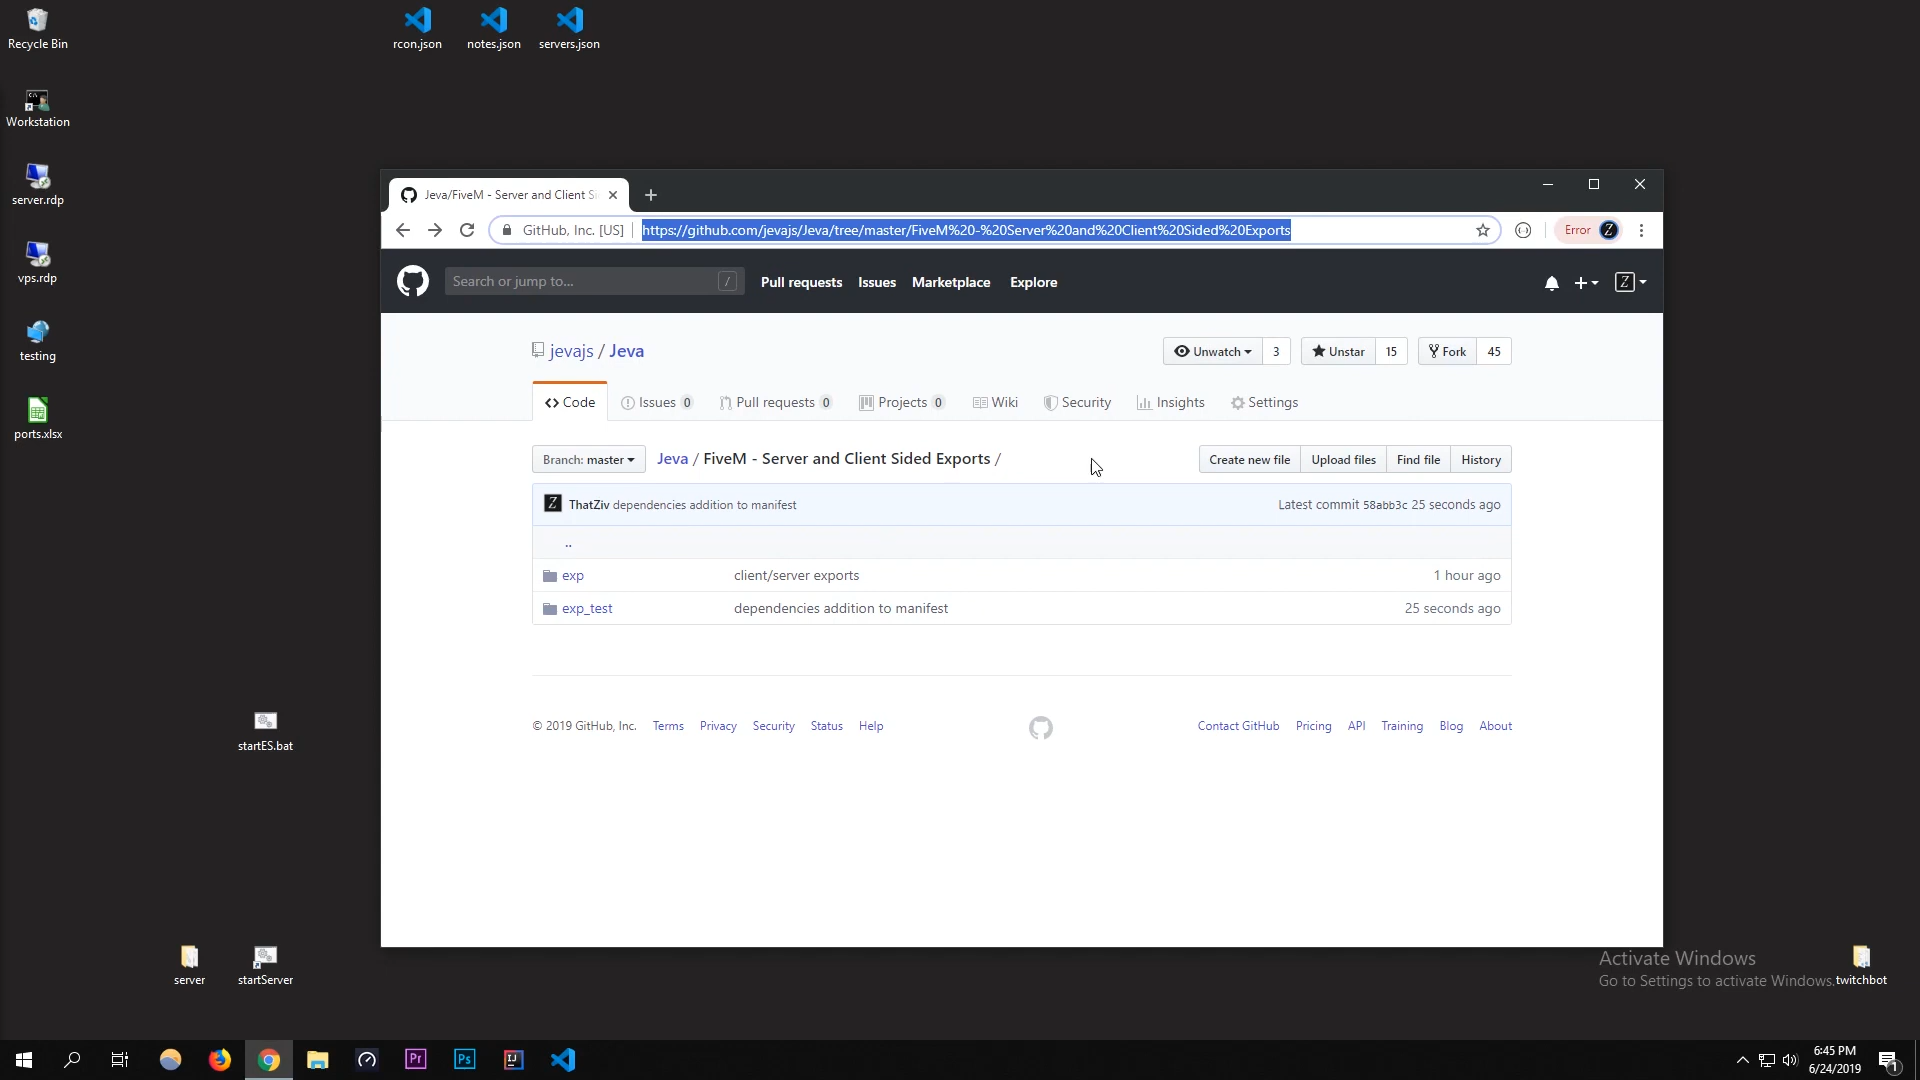 Recycle Bin
rcon.json
notes.json
servers.json
Workstation
server.rdp
vps.rdp
testing
ports.xlsx
startES.bat
server
startServer
Jeva/FiveM - Server and Client Si
GitHub, Inc. [US]
https://github.com/jevajs/Jeva/tree/master/FiveM%20-%20Server%20and%20Client%20Sided%20Exports
Error Z
Search or jump to...
/
Pull requests
Issues
Marketplace
Explore
Z
jevajs / Jeva
Unwatch 3
Unstar 15
Fork 45
Code
Issues 0
Pull requests 0
Projects 0
Wiki
Security
Insights
Settings
Branch: master
Jeva / FiveM - Server and Client Sided Exports /
Create new file
Upload files
Find file
History
Z ThatZiv dependencies addition to manifest
Latest commit 58abb3c 25 seconds ago
..
exp client/server exports 1 hour ago
exp_test dependencies addition to manifest 25 seconds ago
© 2019 GitHub, Inc. Terms Privacy Security Status Help
Contact GitHub Pricing API Training Blog About
Activate Windows
Go to Settings to activate Windows.
twitchbot
Pr
Ps
IJ
6:45 PM
6/24/2019
1